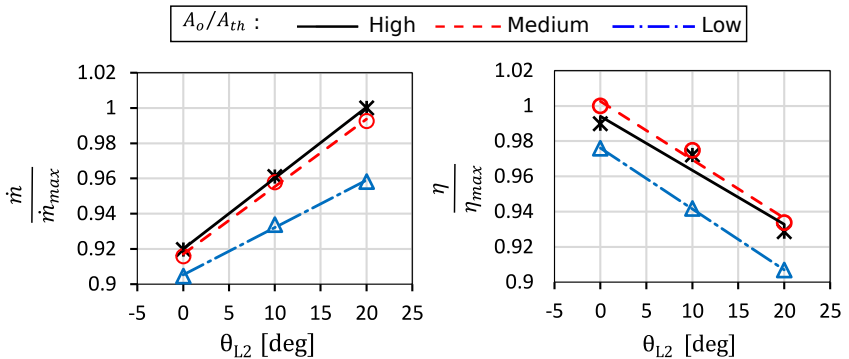 A_o/A_th : High Medium Low
1.02
1
0.98
0.96
0.94
0.92
0.9
-5 0 5 10 15 20 25
θ_L2 [deg]
ṁ
ṁ_max
1.02
1
0.98
0.96
0.94
0.92
0.9
-5 0 5 10 15 20 25
θ_L2 [deg]
η
η_max